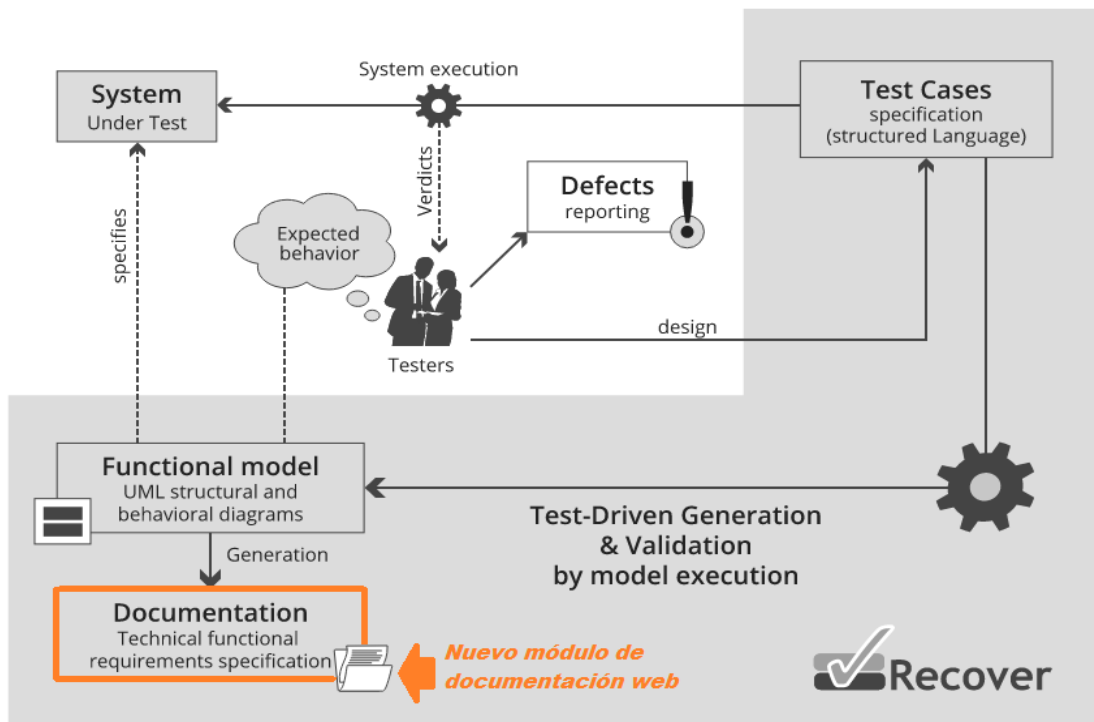 System execution
System
Under Test
Test Cases
specification
(structured Language)
Verdicts
Defects
reporting
specifies
Expected
behavior
design
Testers
Functional model
UML structural and
behavioral diagrams
Test-Driven Generation
& Validation
by model execution
Generation
Documentation
Technical functional
requirements specification
Nuevo módulo de
documentación web
Recover